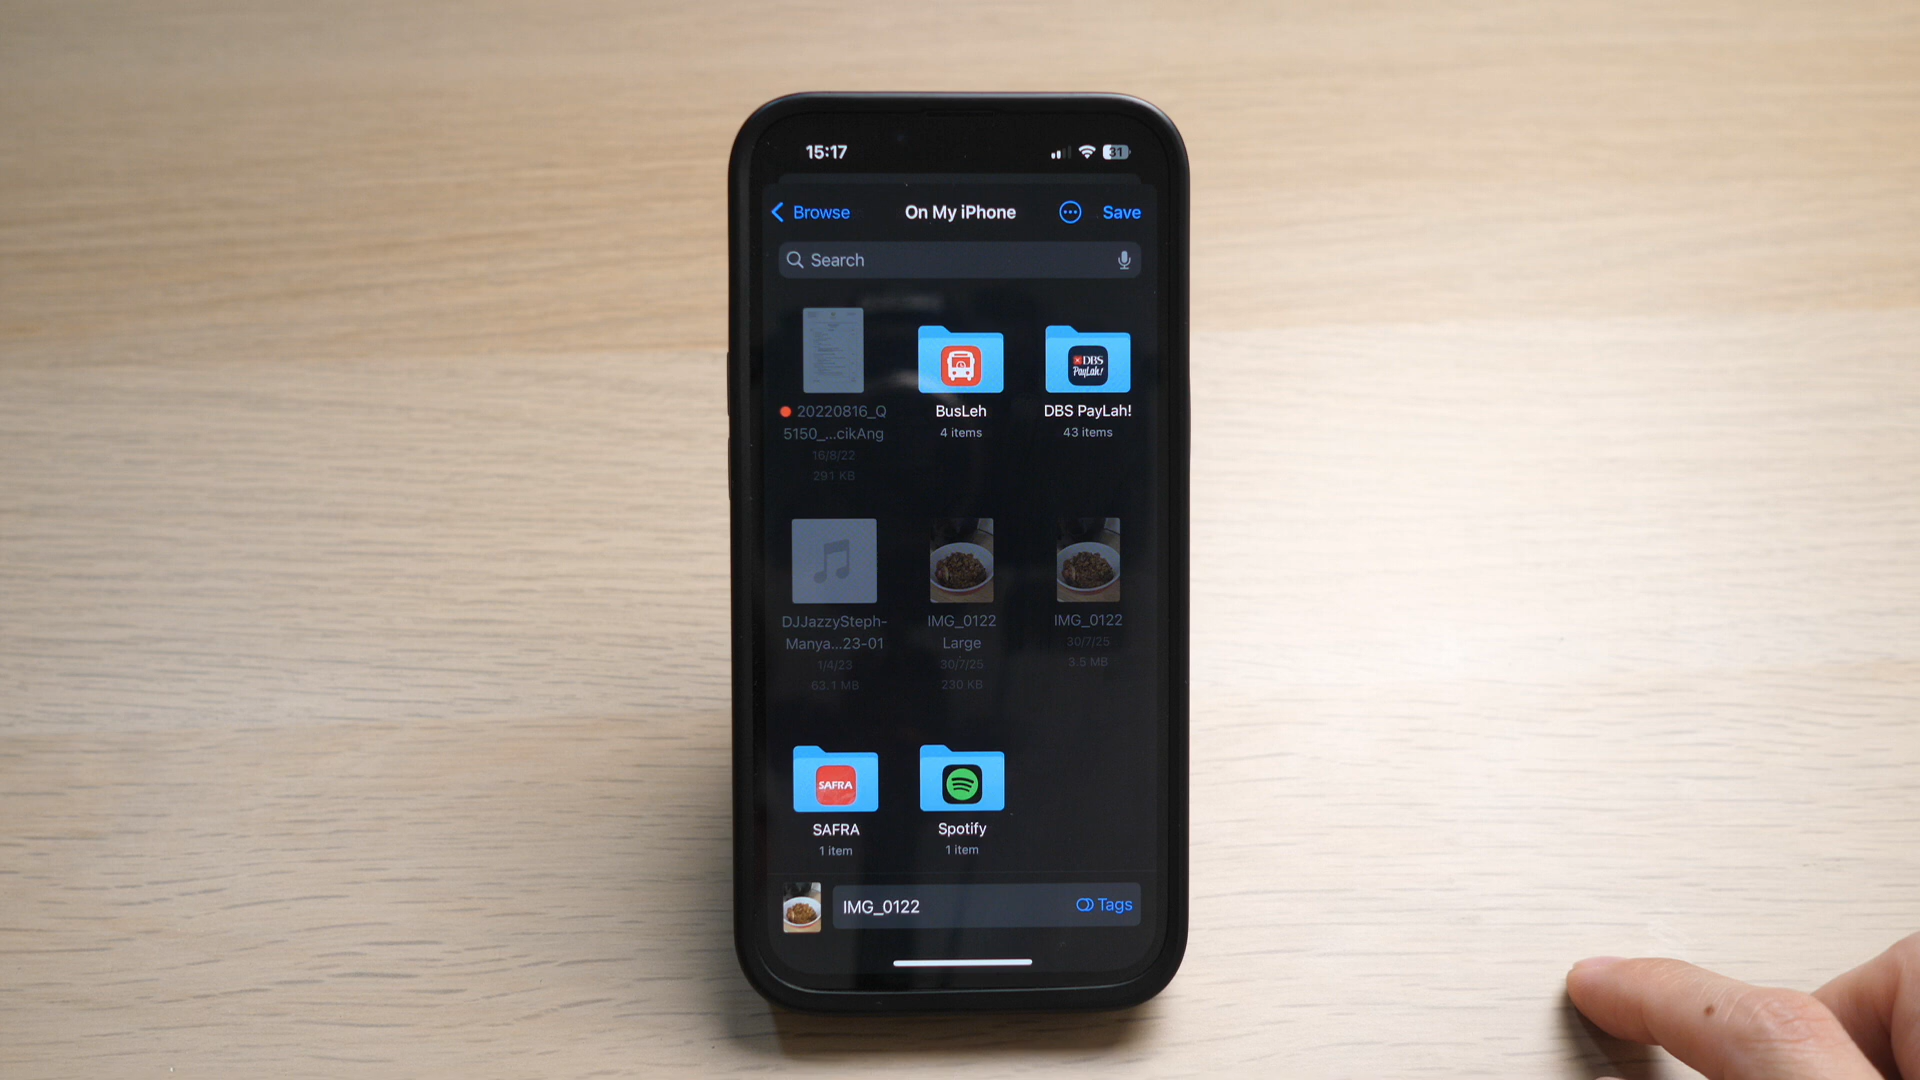 15:17
31
Browse
On My iPhone
Save
Search
20220816_Q
5150_...cikAng
16/8/22
291 KB
BusLeh
4 items
DBS
PayLah!
DBS PayLah!
43 items
DJJazzySteph-
Manya...23-01
1/4/23
63.1 MB
IMG_0122
Large
30/7/25
230 KB
IMG_0122
30/7/25
3.5 MB
SAFRA
SAFRA
1 item
Spotify
1 item
IMG_0122
Tags